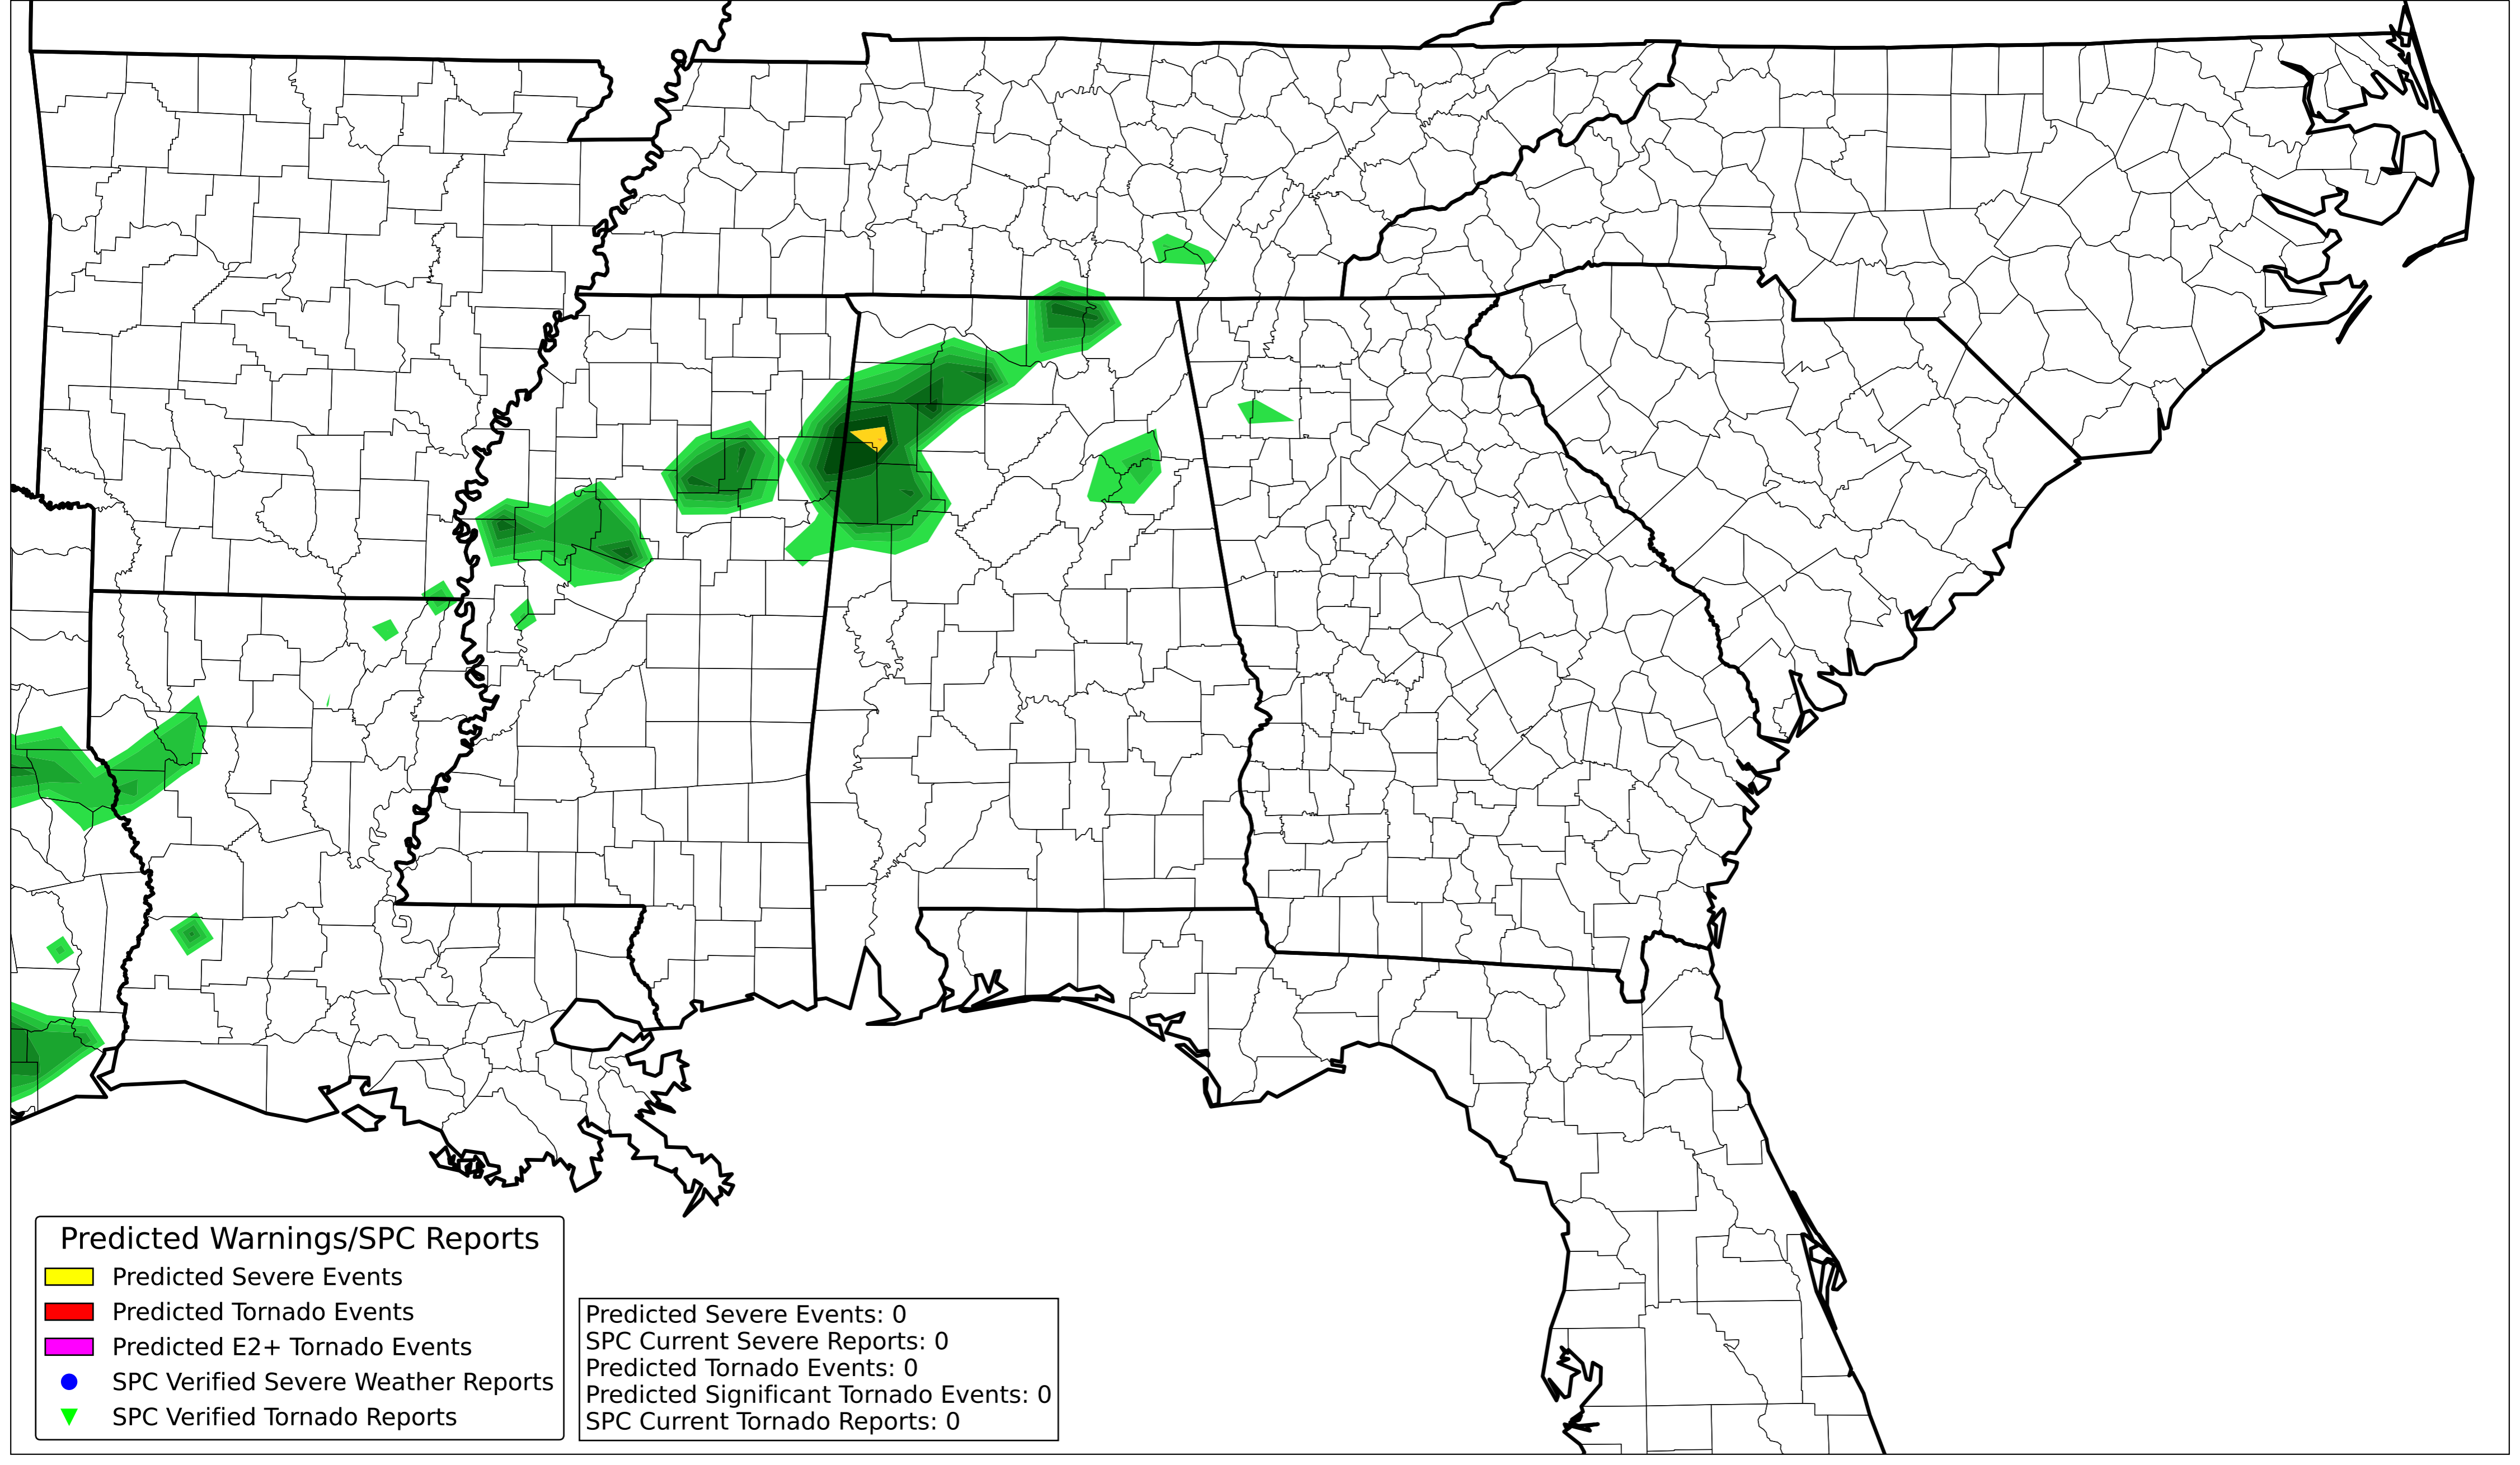 Predicted Warnings/SPC Reports
Predicted Severe Events
Predicted Tornado Events
Predicted E2+ Tornado Events
SPC Verified Severe Weather Reports
SPC Verified Tornado Reports
Predicted Severe Events: 0
SPC Current Severe Reports: 0
Predicted Tornado Events: 0
Predicted Significant Tornado Events: 0
SPC Current Tornado Reports: 0